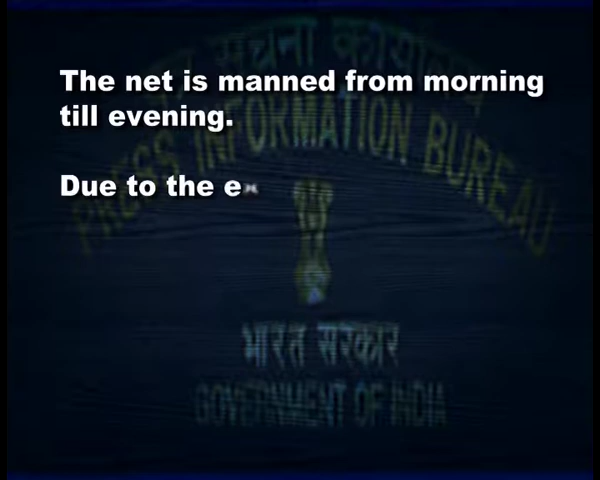 सूचना कार्यालय
The net is manned from morning
till evening.
PRESS INFORMATION BUREAU
Due to the e
भारत सरकार
GOVERNMENT OF INDIA